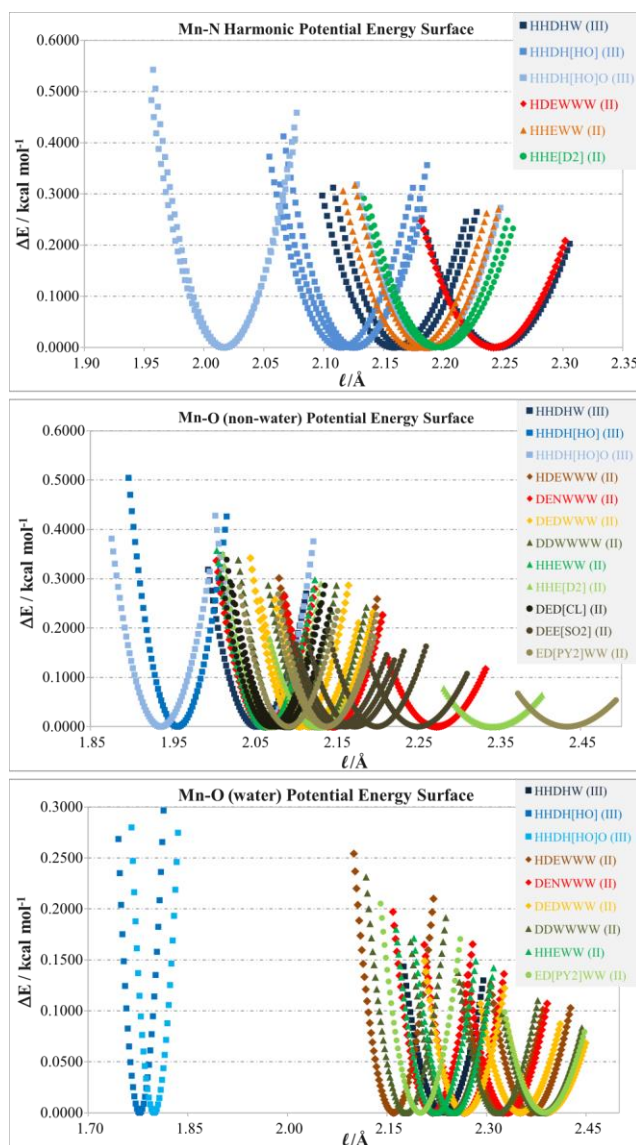 Mn-N Harmonic Potential Energy Surface
ΔE / kcal mol⁻¹
0.6000
0.5000
0.4000
0.3000
0.2000
0.1000
0.0000
1.90 1.95 2.00 2.05 2.10 2.15 2.20 2.25 2.30 2.35
ℓ/Å
HHDHW (III)
HHDH[HO] (III)
HHDH[HO]O (III)
HDEWWW (II)
HHEWW (II)
HHE[D2] (II)
Mn-O (non-water) Potential Energy Surface
ΔE / kcal mol⁻¹
0.6000
0.5000
0.4000
0.3000
0.2000
0.1000
0.0000
1.85 1.95 2.05 2.15 2.25 2.35 2.45
ℓ/Å
HHDHW (III)
HHDH[HO] (III)
HHDH[HO]O (III)
HDEWWW (II)
DENWWW (II)
DEDWWW (II)
DDWWWW (II)
HHEWW (II)
HHE[D2] (II)
DED[CL] (II)
DEE[SO2] (II)
ED[PY2]WW (II)
Mn-O (water) Potential Energy Surface
ΔE / kcal mol⁻¹
0.3000
0.2500
0.2000
0.1500
0.1000
0.0500
0.0000
1.70 1.80 1.90 2.00 2.10 2.20 2.30 2.40
ℓ/Å
HHDHW (III)
HHDH[HO] (III)
HHDH[HO]O (III)
HDEWWW (II)
DENWWW (II)
DEDWWW (II)
DDWWWW (II)
HHEWW (II)
ED[PY2]WW (II)